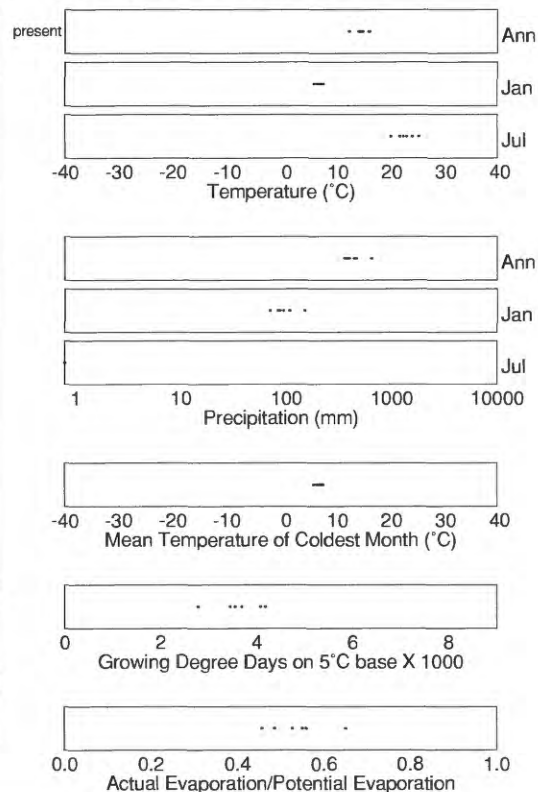 present
Ann
Jan
Jul
-40 -30 -20 -10 0 10 20 30 40
Temperature (°C)
Ann
Jan
Jul
1 10 100 1000 10000
Precipitation (mm)
-40 -30 -20 -10 0 10 20 30 40
Mean Temperature of Coldest Month (°C)
0 2 4 6 8
Growing Degree Days on 5°C base X 1000
0.0 0.2 0.4 0.6 0.8 1.0
Actual Evaporation/Potential Evaporation